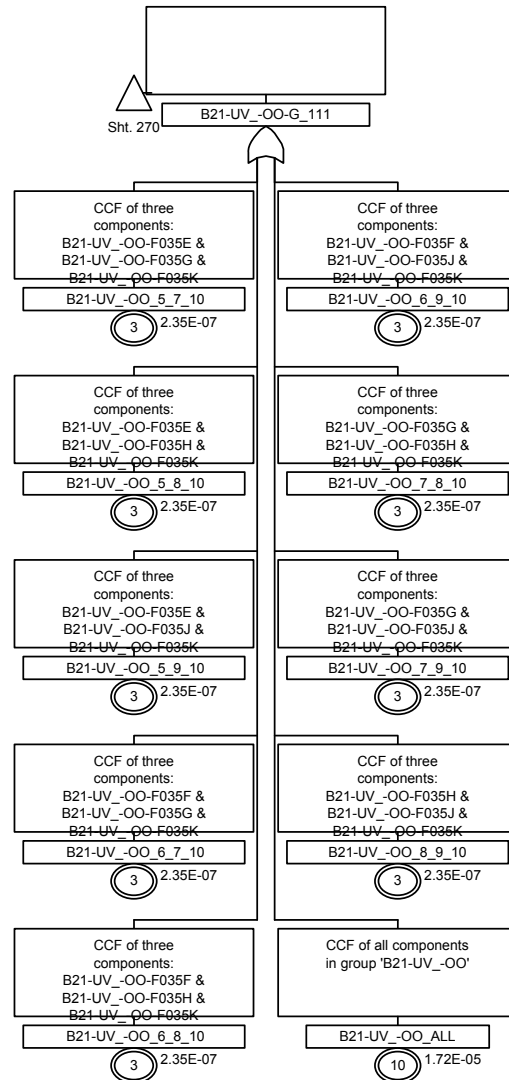 B21-UV_-OO-G_111
Sht. 270
CCF of three
components:
B21-UV_-OO-F035E &
B21-UV_-OO-F035G &
B21-UV_-OO-F035K
B21-UV_-OO_5_7_10
3
2.35E-07
CCF of three
components:
B21-UV_-OO-F035F &
B21-UV_-OO-F035J &
B21-UV_-OO-F035K
B21-UV_-OO_6_9_10
3
2.35E-07
CCF of three
components:
B21-UV_-OO-F035E &
B21-UV_-OO-F035H &
B21-UV_-OO-F035K
B21-UV_-OO_5_8_10
3
2.35E-07
CCF of three
components:
B21-UV_-OO-F035G &
B21-UV_-OO-F035H &
B21-UV_-OO-F035K
B21-UV_-OO_7_8_10
3
2.35E-07
CCF of three
components:
B21-UV_-OO-F035E &
B21-UV_-OO-F035J &
B21-UV_-OO-F035K
B21-UV_-OO_5_9_10
3
2.35E-07
CCF of three
components:
B21-UV_-OO-F035G &
B21-UV_-OO-F035J &
B21-UV_-OO-F035K
B21-UV_-OO_7_9_10
3
2.35E-07
CCF of three
components:
B21-UV_-OO-F035F &
B21-UV_-OO-F035G &
B21-UV_-OO-F035K
B21-UV_-OO_6_7_10
3
2.35E-07
CCF of three
components:
B21-UV_-OO-F035H &
B21-UV_-OO-F035J &
B21-UV_-OO-F035K
B21-UV_-OO_8_9_10
3
2.35E-07
CCF of three
components:
B21-UV_-OO-F035F &
B21-UV_-OO-F035H &
B21-UV_-OO-F035K
B21-UV_-OO_6_8_10
3
2.35E-07
CCF of all components
in group 'B21-UV_-OO'
B21-UV_-OO_ALL
10
1.72E-05